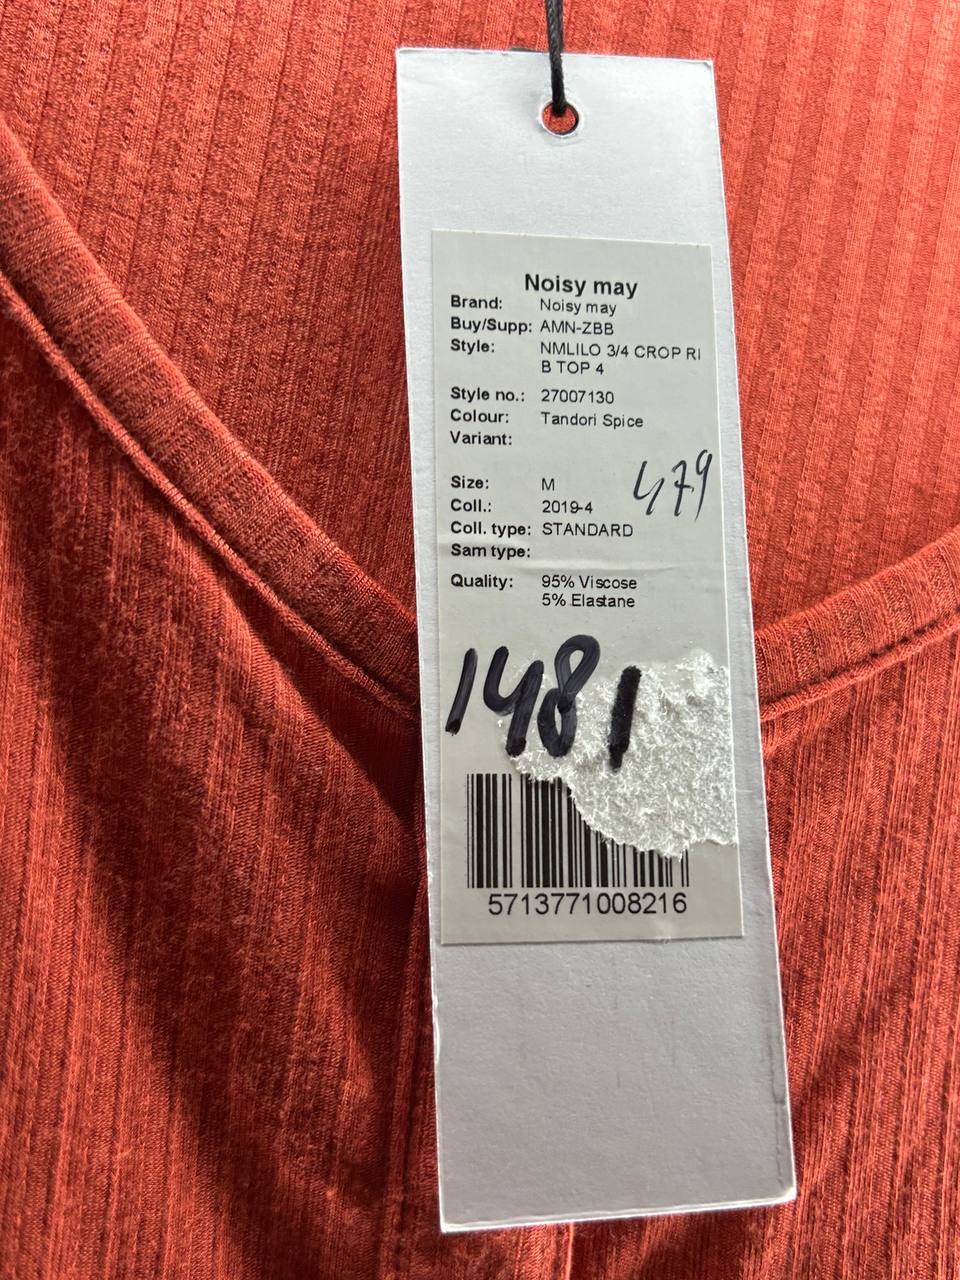 Noisy may
Brand: Noisy may
Buy/Supp: AMN-ZBB
Style: NMLILO 3/4 CROP RI
B TOP 4
Style no.: 27007130
Colour: Tandori Spice
Variant:
479
Size: M
Coll.: 2019-4
Coll. type: STANDARD
Sam type:
Quality: 95% Viscose
5% Elastane
1481
5713771008216